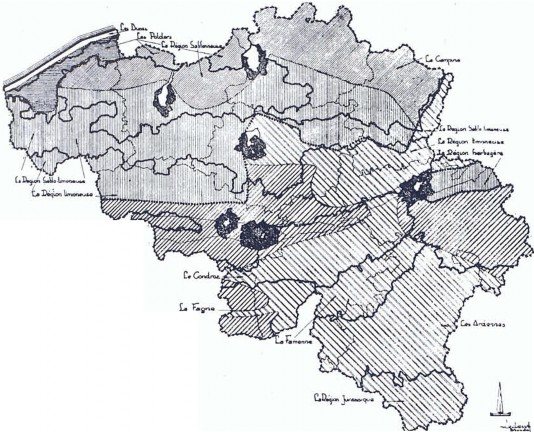 Les Dunes
Les Polders
La Région Sablonneuse
La Campine
La Région Sablo limoneuse
La Région limoneuse
La Région herbagère
La Région Sablo limoneuse
La Région limoneuse
Le Condroz
La Fagne
La Famenne
Les Ardennes
La Région jurassique